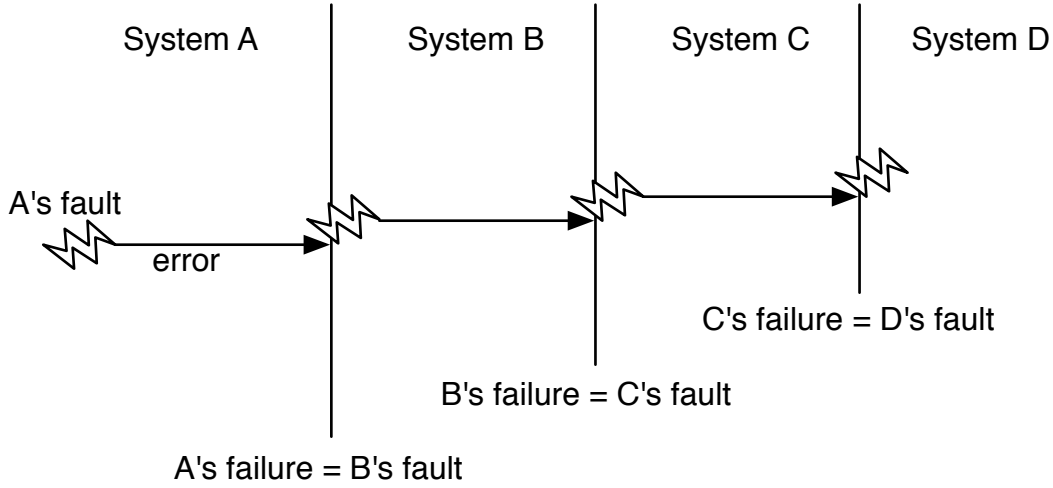 System A
System B
System C
System D
A's fault
error
C's failure = D's fault
B's failure = C's fault
A's failure = B's fault